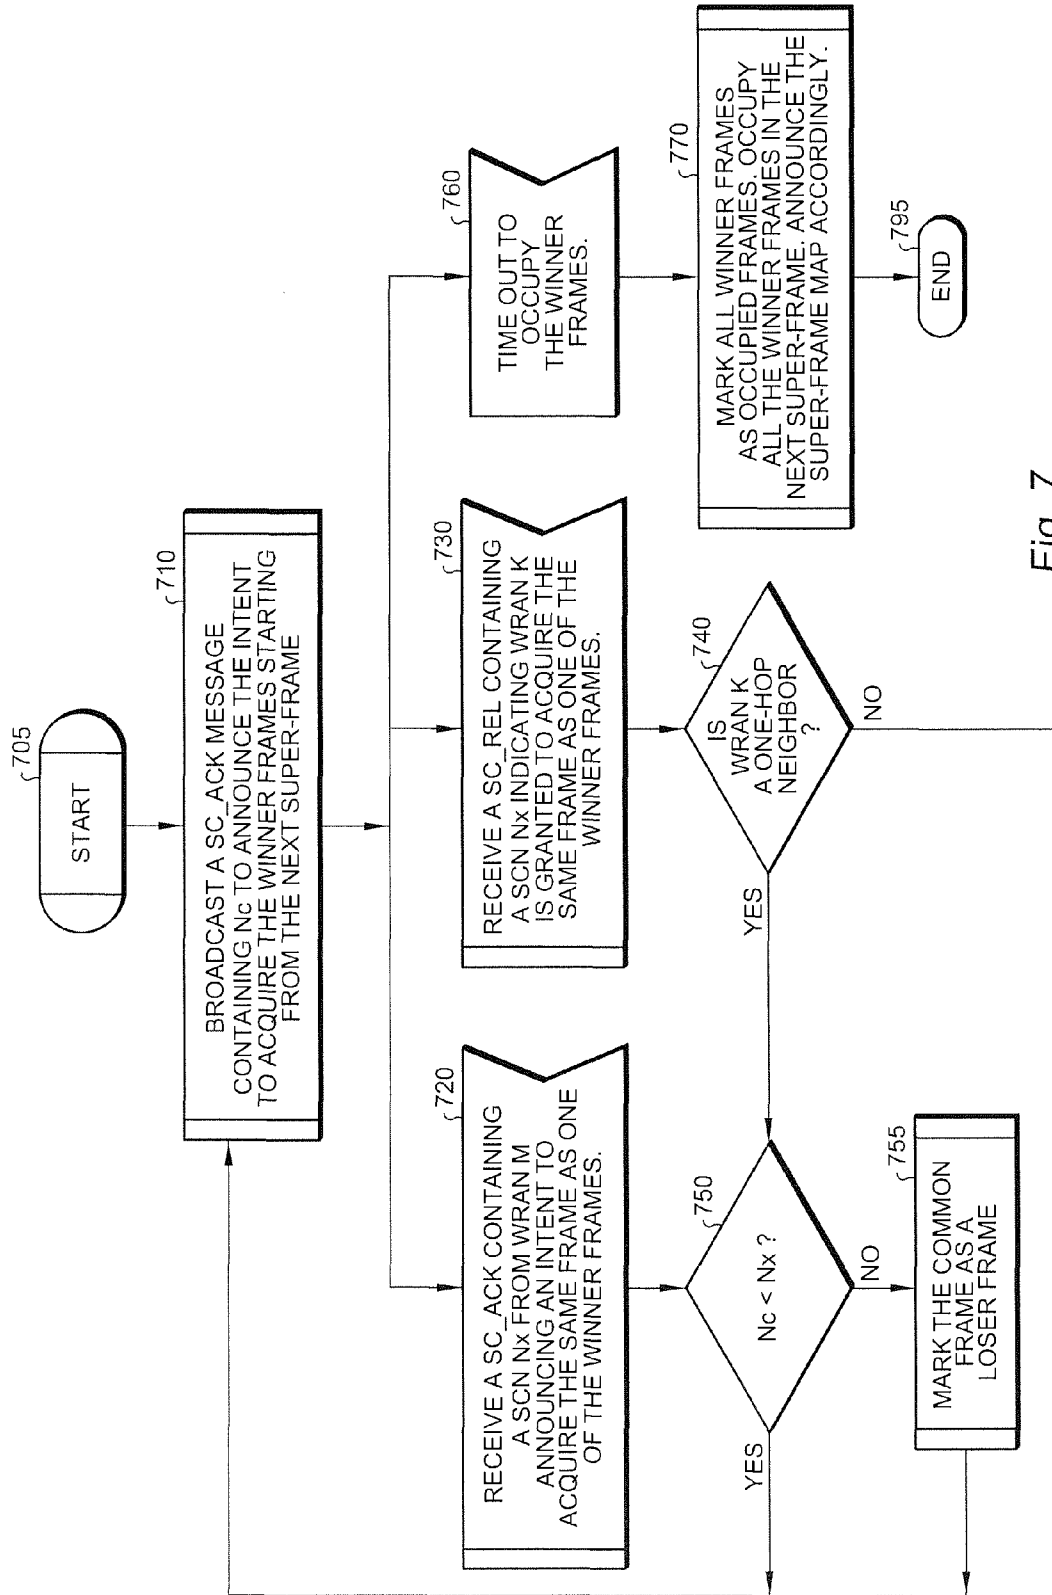 705
START
710
BROADCAST A SC_ACK MESSAGE
CONTAINING Nc TO ANNOUNCE THE INTENT
TO ACQUIRE THE WINNER FRAMES STARTING
FROM THE NEXT SUPER-FRAME
720
RECEIVE A SC_ACK CONTAINING
A SCN Nx FROM WRAN M
ANNOUNCING AN INTENT TO
ACQUIRE THE SAME FRAME AS ONE
OF THE WINNER FRAMES.
730
RECEIVE A SC_REL CONTAINING
A SCN Nx INDICATING WRAN K
IS GRANTED TO ACQUIRE THE
SAME FRAME AS ONE OF THE
WINNER FRAMES.
760
TIME OUT TO
OCCUPY
THE WINNER
FRAMES.
750
Nc < Nx ?
YES
NO
740
IS
WRAN K
A ONE-HOP
NEIGHBOR
?
YES
NO
770
MARK ALL WINNER FRAMES
AS OCCUPIED FRAMES. OCCUPY
ALL THE WINNER FRAMES IN THE
NEXT SUPER-FRAME. ANNOUNCE THE
SUPER-FRAME MAP ACCORDINGLY.
755
MARK THE COMMON
FRAME AS A
LOSER FRAME
795
END
Fig. 7